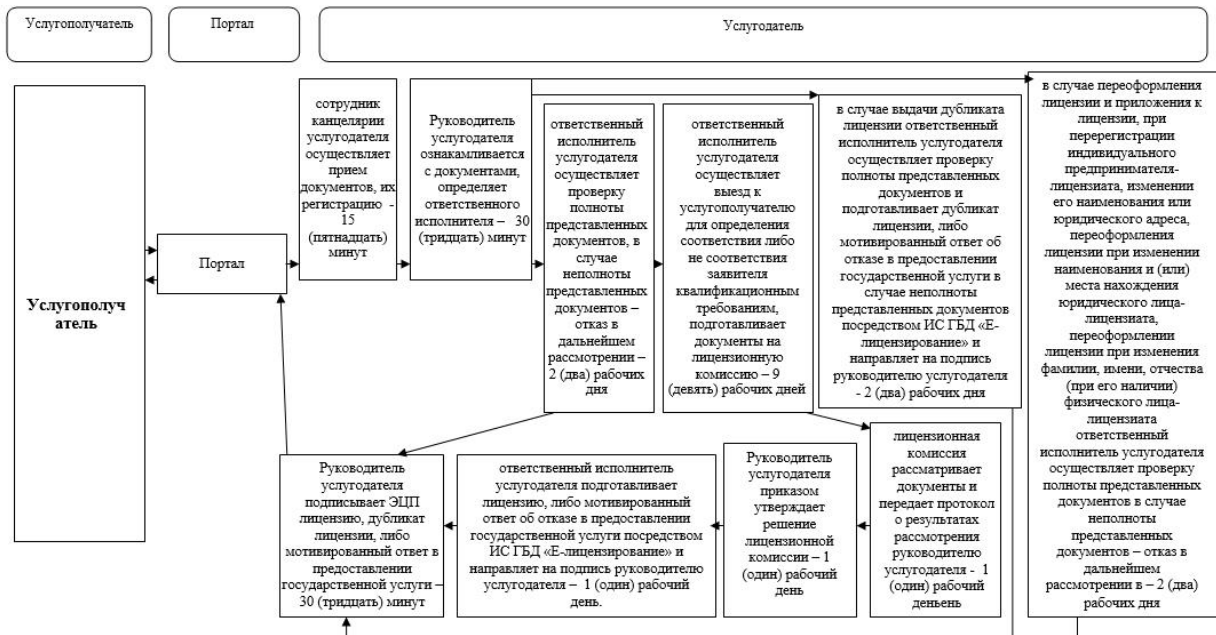 Услугополучатель
Портал
Услугодатель
Услугополуч
атель
Портал
сотрудник
канцелярии
услугодателя
осуществляет
прием
документов, их
регистрацию -
15
(пятнадцать)
минут
Руководитель
услугодателя
ознакамливается
с документами,
определяет
ответственного
исполнителя – 30
(тридцать) минут
ответственный
исполнитель
услугодателя
осуществляет
проверку
полноты
представленных
документов, в
случае
неполноты
представленных
документов –
отказ в
дальнейшем
рассмотрении –
2 (два) рабочих
дня
ответственный
исполнитель
услугодателя
осуществляет
выезд к
услугополучателю
для определения
соответствия либо
не соответствия
заявителя
квалификационным
требованиям,
подготавливает
документы на
лицензионную
комиссию – 9
(девять) рабочих дней
в случае выдачи дубликата
лицензии ответственный
исполнитель услугодателя
осуществляет проверку
полноты представленных
документов и
подготавливает дубликат
лицензии, либо
мотивированный ответ об
отказе в предоставлении
государственной услуги в
случае неполноты
представленных документов
посредством ИС ГБД «Е-
лицензирование» и
направляет на подпись
руководителю услугодателя
- 2 (два) рабочих дня
в случае переоформления
лицензии и приложения к
лицензии, при
перерегистрации
индивидуального
предпринимателя-
лицензиата, изменении
его наименования или
юридического адреса,
переоформления
лицензии при изменении
наименования и (или)
места нахождения
юридического лица-
лицензиата,
переоформлении
лицензии при изменения
фамилии, имени, отчества
(при его наличии)
физического лица-
лицензиата
ответственный
исполнитель услугодателя
осуществляет проверку
полноты представленных
документов в случае
неполноты
представленных
документов – отказ в
дальнейшем
рассмотрении в – 2 (два)
рабочих дня
Руководитель
услугодателя
подписывает ЭЦП
лицензию, дубликат
лицензии, либо
мотивированный ответ в
предоставлении
государственной услуги –
30 (тридцать) минут
ответственный исполнитель
услугодателя подготавливает
лицензию, либо мотивированный
ответ об отказе в предоставлении
государственной услуги посредством
ИС ГБД «Е-лицензирование» и
направляет на подпись руководителю
услугодателя – 1 (один) рабочий
день.
Руководитель
услугодателя
приказом
утверждает
решение
лицензионной
комиссии – 1
(один) рабочий
день
лицензионная
комиссия
рассматривает
документы и
передает протокол
о результатах
рассмотрения
руководителю
услугодателя - 1
(один) рабочий
деньень